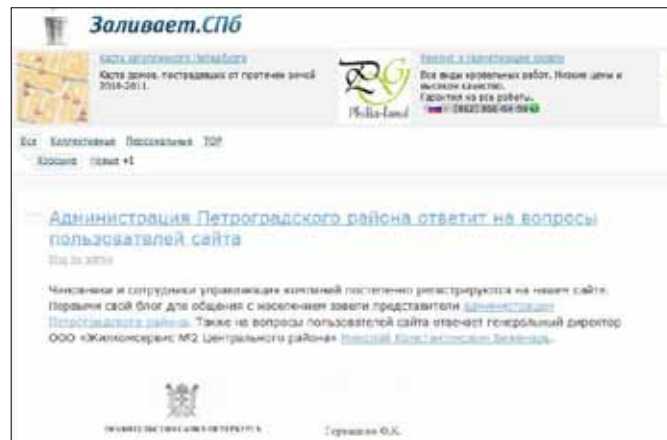 Заливает.СПб
Карта затопленного Петербурга
Карта домов, пострадавших от протечек зимой
2010-2011.
Ремонт и герметизация кровли
Все виды кровельных работ. Низкие цены и
высокое качество.
Гарантия на все работы.
Philia-land
Все Коллективные Персональные TOP
Хорошие Новые +1
Администрация Петроградского района ответит на вопросы
пользователей сайта
Чиновники и сотрудники управляющих компаний постепенно регистрируются на нашем сайте.
Первыми свой блог для общения с населением завели представители администрации
Петроградского района. Также на вопросы пользователей сайта отвечает генеральный директор
ООО «Жилкомсервис №2 Центрального района» Николай Константинович
ПРАВИТЕЛЬСТВО САНКТ-ПЕТЕРБУРГА